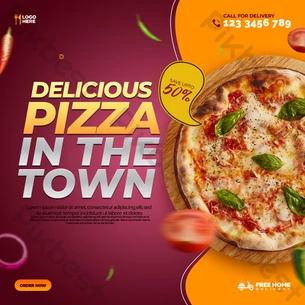 LOGO
HERE
CALL FOR DELIVERY
123 3456 789
DELICIOUS
PIZZA
IN THE
TOWN
SAVE UPTO
50%
ORDER NOW
FREE HOME
DELIVERY